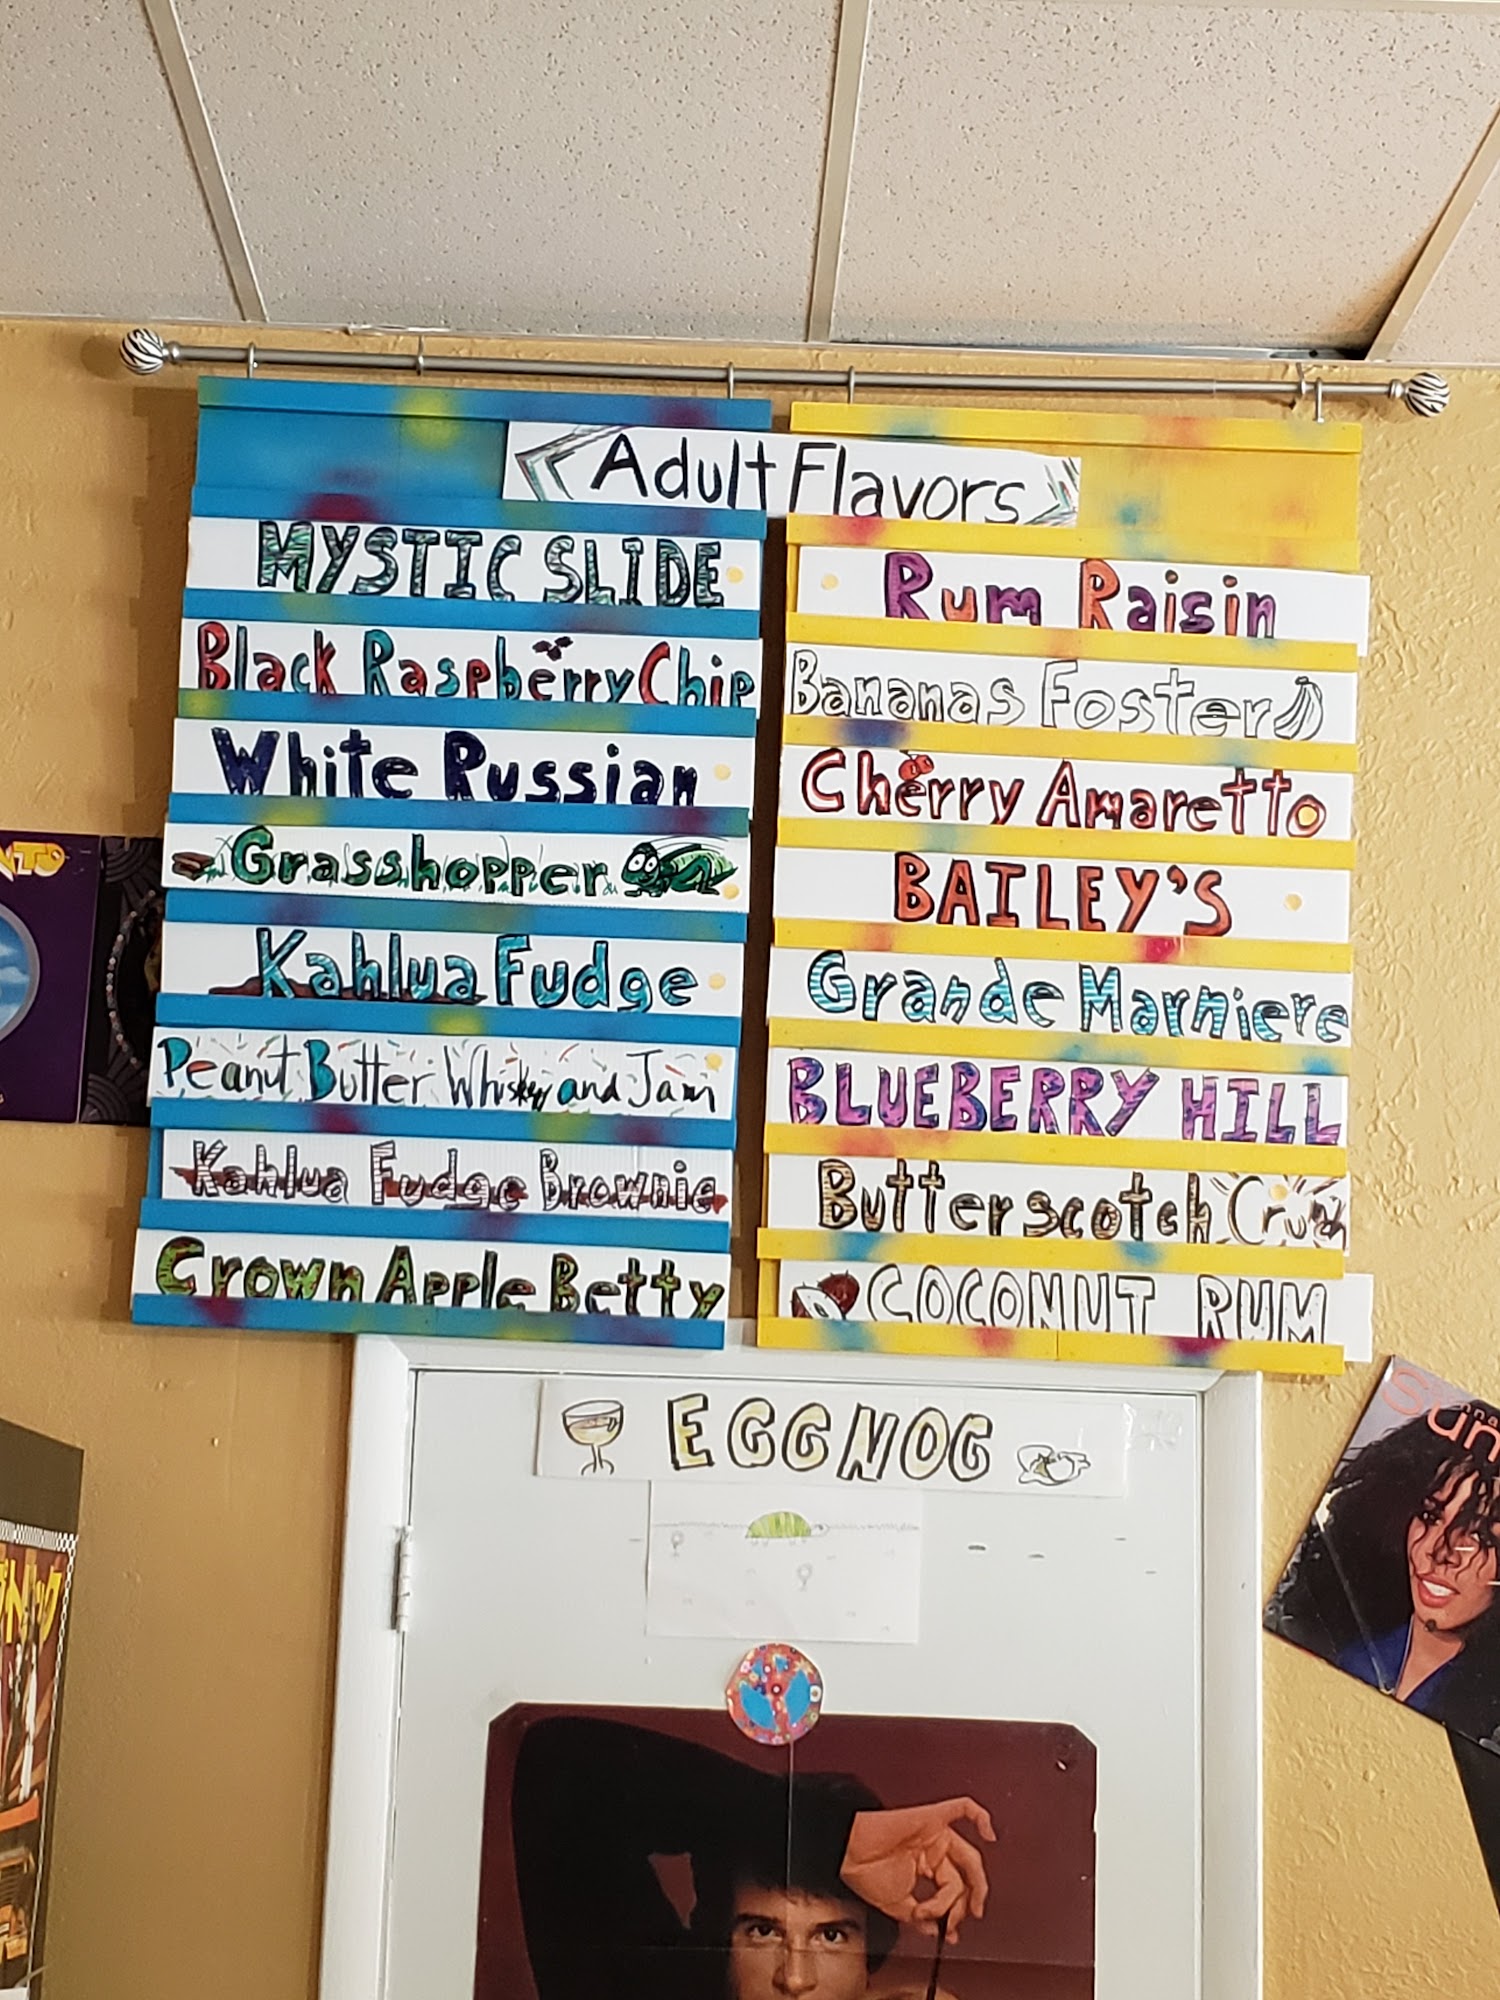 Adult Flavors
MYSTIC SLIDE
Black Raspberry Chip
White Russian
Grasshopper
Kahlua Fudge
Peanut Butter Whiskey and Jam
Kahlua Fudge Brownie
Crown Apple Betty
Rum Raisin
Bananas Foster
Cherry Amaretto
BAILEY'S
Grande Marniere
BLUEBERRY HILL
Butterscotch Crunch
COCONUT RUM
EGGNOG